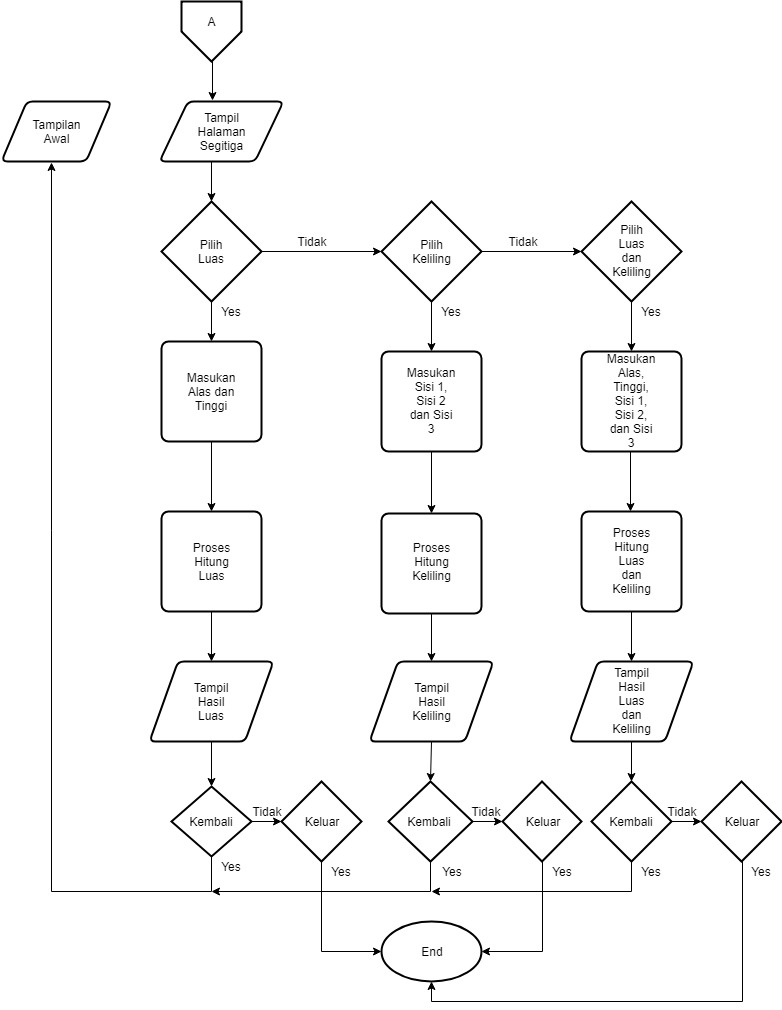 A
Tampilan
Awal
Tampil
Halaman
Segitiga
Pilih
Luas
Tidak
Pilih
Keliling
Tidak
Pilih
Luas
dan
Keliling
Yes
Yes
Yes
Masukan
Alas dan
Tinggi
Masukan
Sisi 1,
Sisi 2
dan Sisi
3
Masukan
Alas,
Tinggi,
Sisi 1,
Sisi 2,
dan Sisi
3
Proses
Hitung
Luas
Proses
Hitung
Keliling
Proses
Hitung
Luas
dan
Keliling
Tampil
Hasil
Luas
Tampil
Hasil
Keliling
Tampil
Hasil
Luas
dan
Keliling
Kembali
Tidak
Keluar
Kembali
Tidak
Keluar
Kembali
Tidak
Keluar
Yes
Yes
Yes
Yes
Yes
Yes
End